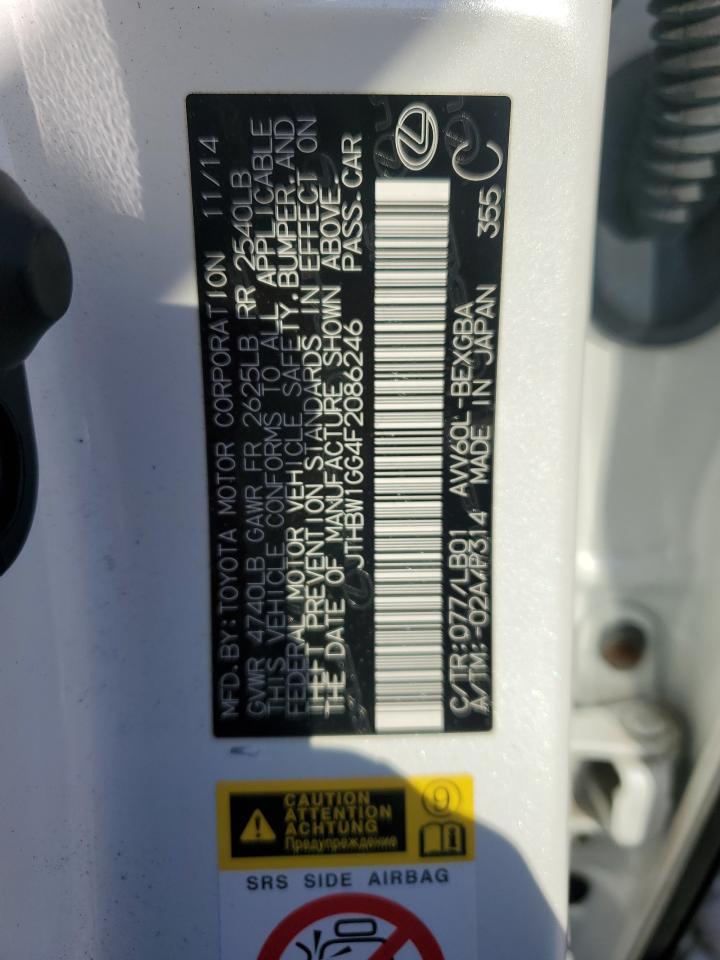 MFD.BY:TOYOTA MOTOR CORPORATION 11/14
GVWR 4740LB GAWR FR 2625LB RR 2540LB
THIS VEHICLE CONFORMS TO ALL APPLICABLE
FEDERAL MOTOR VEHICLE SAFETY,BUMPER,AND
THEFT PREVENTION STANDARDS IN EFFECT ON
THE DATE OF MANUFACTURE SHOWN ABOVE.
JTHBW1GG4F2086246 PASS.CAR
C/TR:077/LB01 AVV60L-BEXGBA
A/TM:-02A/P314 MADE IN JAPAN 355 C
CAUTION
ATTENTION
ACHTUNG
Предупреждение
9
SRS SIDE AIRBAG